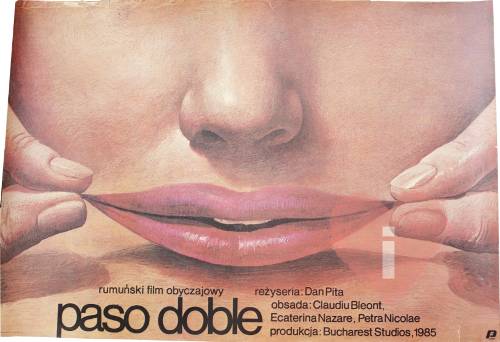 rumuński film obyczajowy
paso doble
reżyseria: Dan Pita
obsada: Claudiu Bleont,
Ecaterina Nazare, Petra Nicolae
produkcja: Bucharest Studios, 1985
i